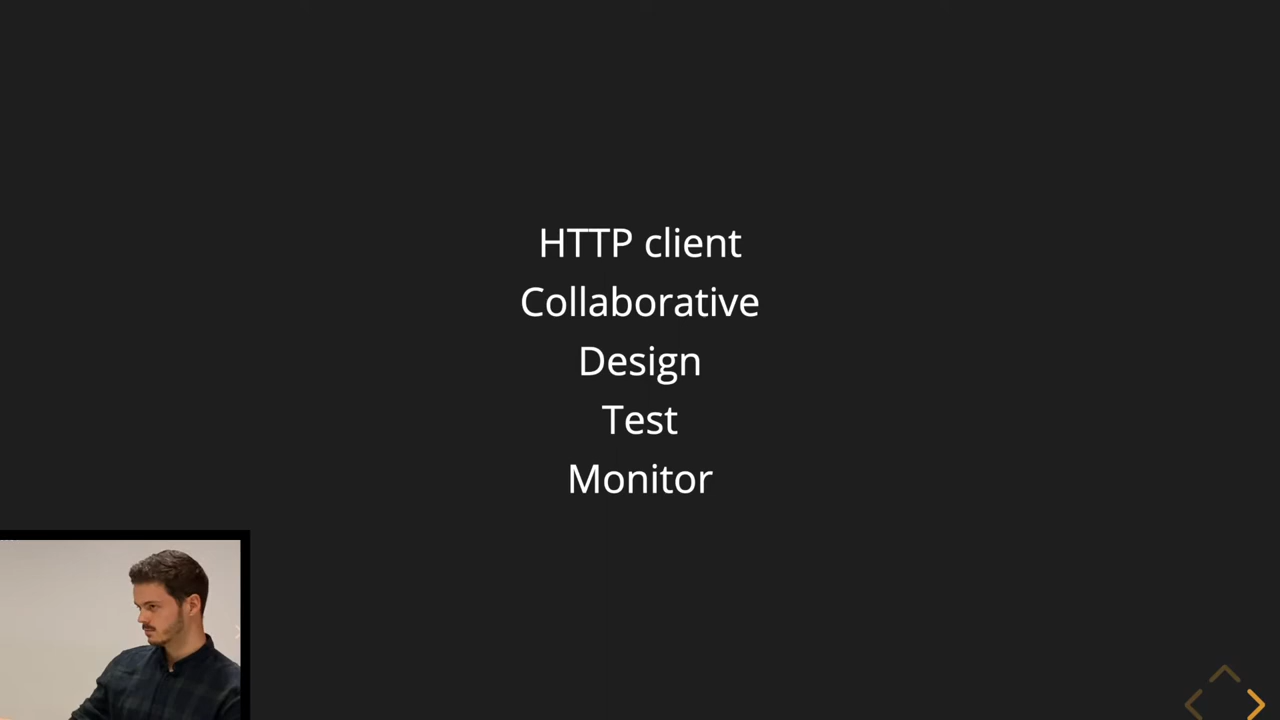 HTTP client
Collaborative
Design
Test
Monitor